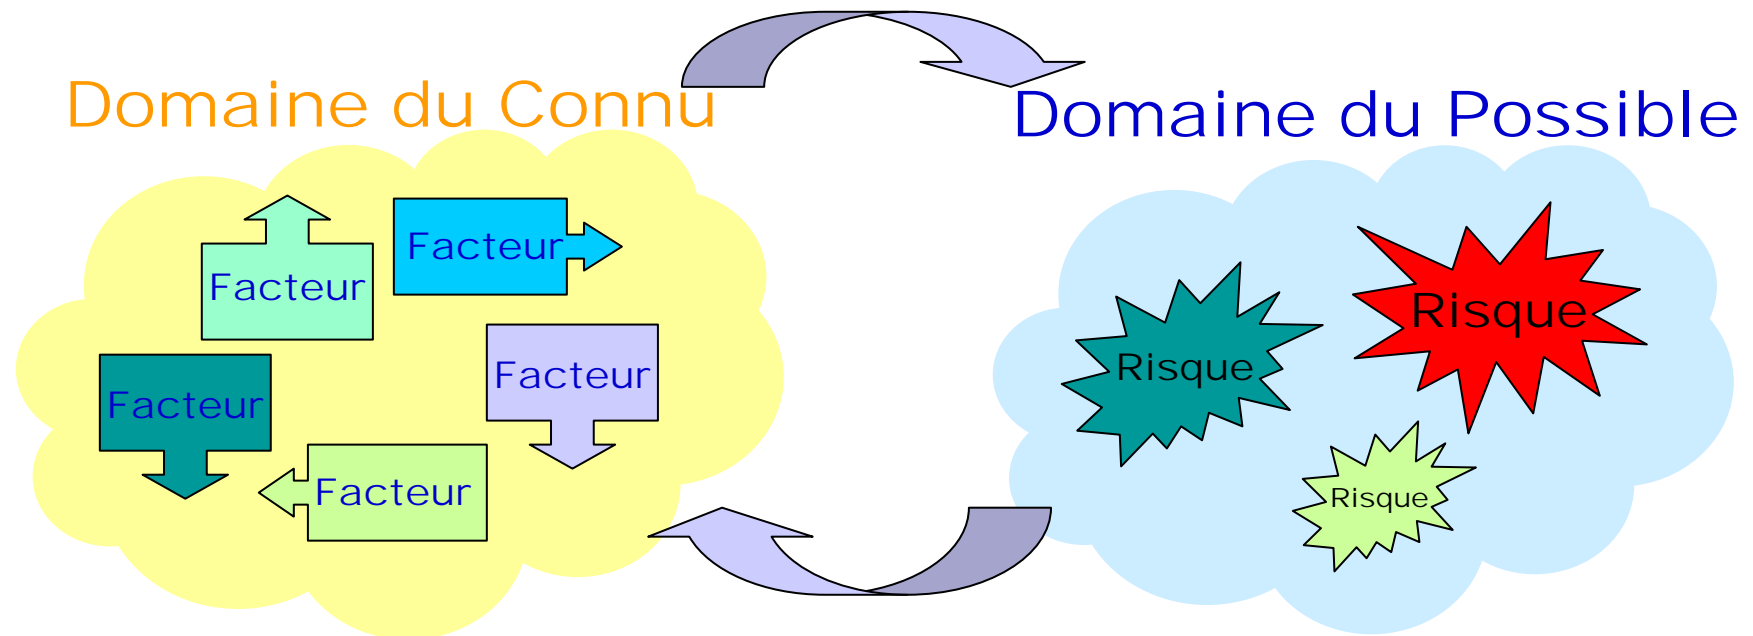 Domaine du Connu
Facteur
Facteur
Facteur
Facteur
Facteur
Domaine du Possible
Risque
Risque
Risque